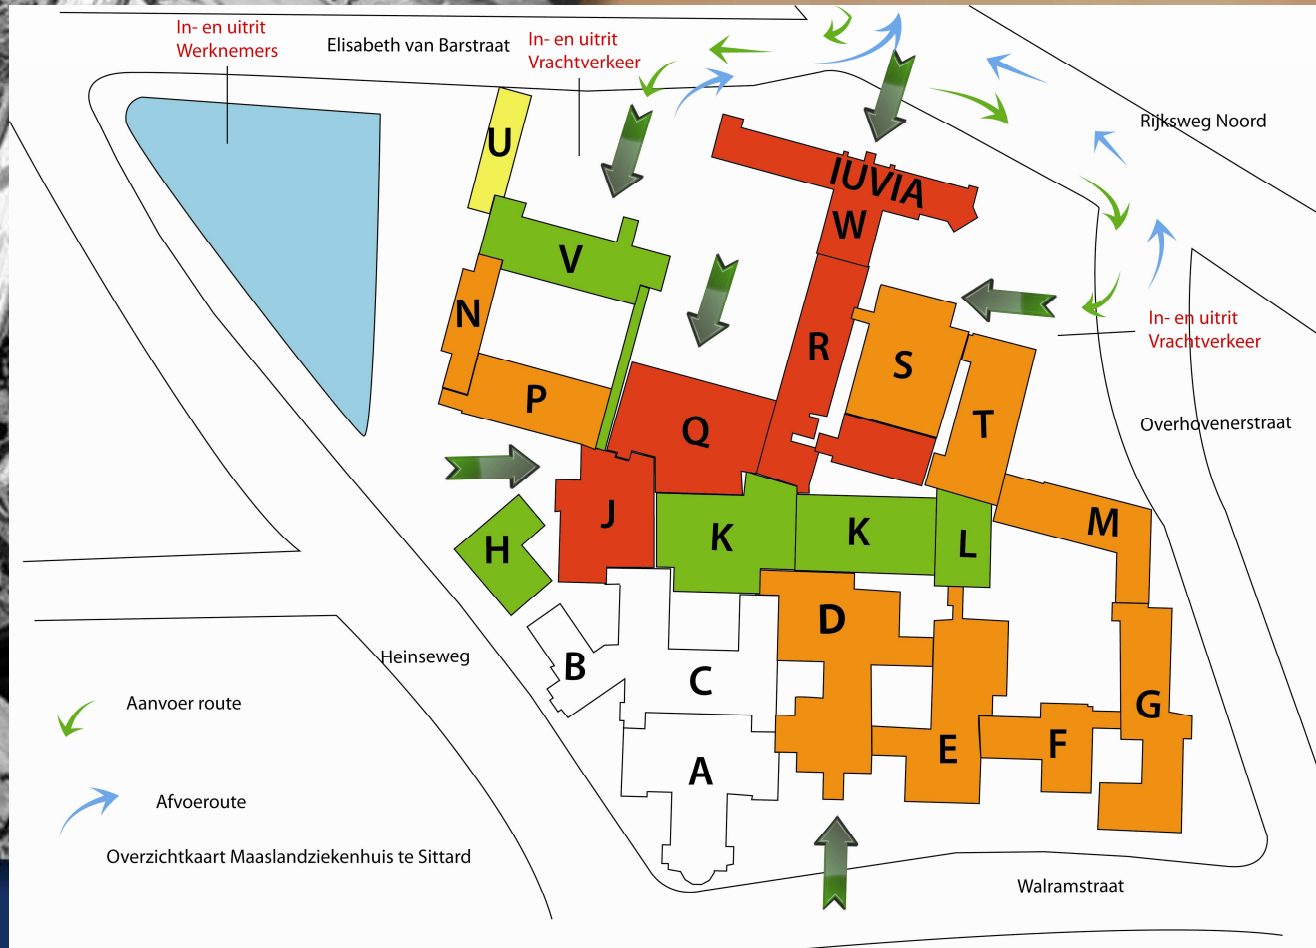 In- en uitrit
Werknemers
Elisabeth van Barstraat
In- en uitrit
Vrachtverkeer
Rijksweg Noord
U
IUVIA
W
V
N
R
S
In- en uitrit
Vrachtverkeer
P
Q
T
Overhovenerstraat
J
K
K
L
M
H
D
Heinseweg
B
C
G
Aanvoer route
A
E
F
Afvoeroute
Overzichtkaart Maaslandziekenhuis te Sittard
Walramstraat